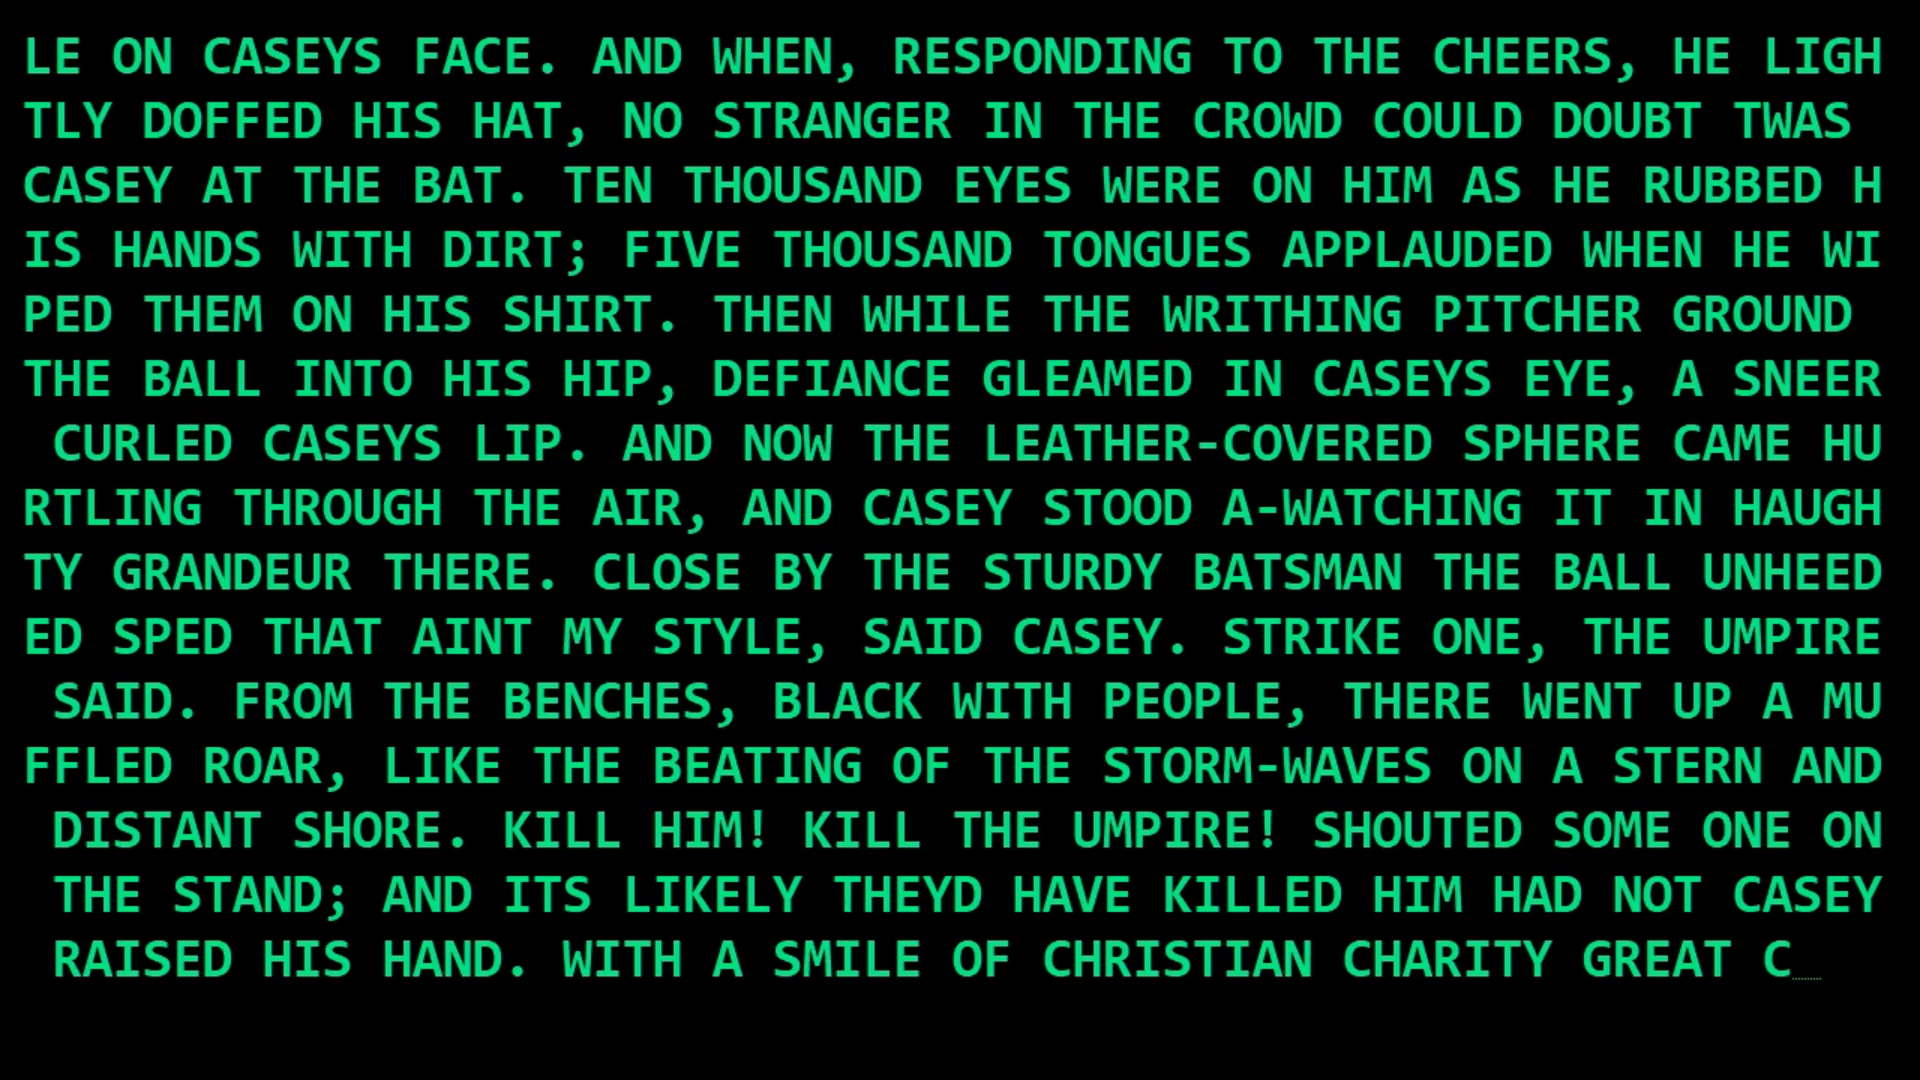 LE ON CASEYS FACE. AND WHEN, RESPONDING TO THE CHEERS, HE LIGH
TLY DOFFED HIS HAT, NO STRANGER IN THE CROWD COULD DOUBT TWAS
CASEY AT THE BAT. TEN THOUSAND EYES WERE ON HIM AS HE RUBBED H
IS HANDS WITH DIRT; FIVE THOUSAND TONGUES APPLAUDED WHEN HE WI
PED THEM ON HIS SHIRT. THEN WHILE THE WRITHING PITCHER GROUND
THE BALL INTO HIS HIP, DEFIANCE GLEAMED IN CASEYS EYE, A SNEER
 CURLED CASEYS LIP. AND NOW THE LEATHER-COVERED SPHERE CAME HU
RTLING THROUGH THE AIR, AND CASEY STOOD A-WATCHING IT IN HAUGH
TY GRANDEUR THERE. CLOSE BY THE STURDY BATSMAN THE BALL UNHEED
ED SPED THAT AINT MY STYLE, SAID CASEY. STRIKE ONE, THE UMPIRE
 SAID. FROM THE BENCHES, BLACK WITH PEOPLE, THERE WENT UP A MU
FFLED ROAR, LIKE THE BEATING OF THE STORM-WAVES ON A STERN AND
 DISTANT SHORE. KILL HIM! KILL THE UMPIRE! SHOUTED SOME ONE ON
 THE STAND; AND ITS LIKELY THEYD HAVE KILLED HIM HAD NOT CASEY
 RAISED HIS HAND. WITH A SMILE OF CHRISTIAN CHARITY GREAT C_